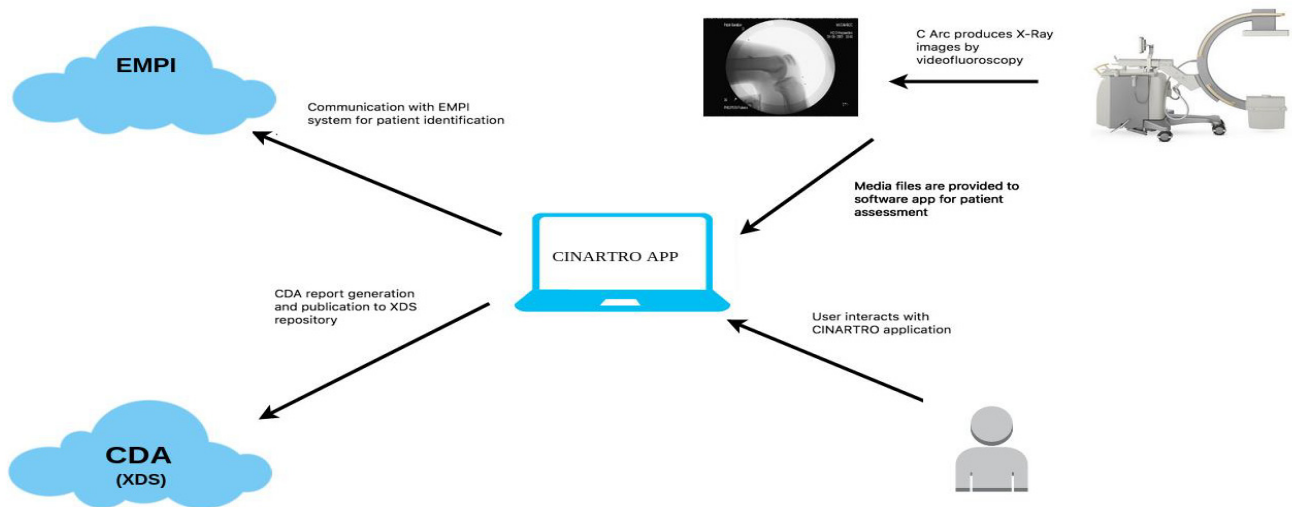 EMPI
Communication with EMPI
system for patient identification
C Arc produces X-Ray
images by
videofluoroscopy
Media files are provided to
software app for patient
assessment
CINARTRO APP
CDA report generation
and publication to XDS
repository
User interacts with
CINARTRO application
CDA
(XDS)